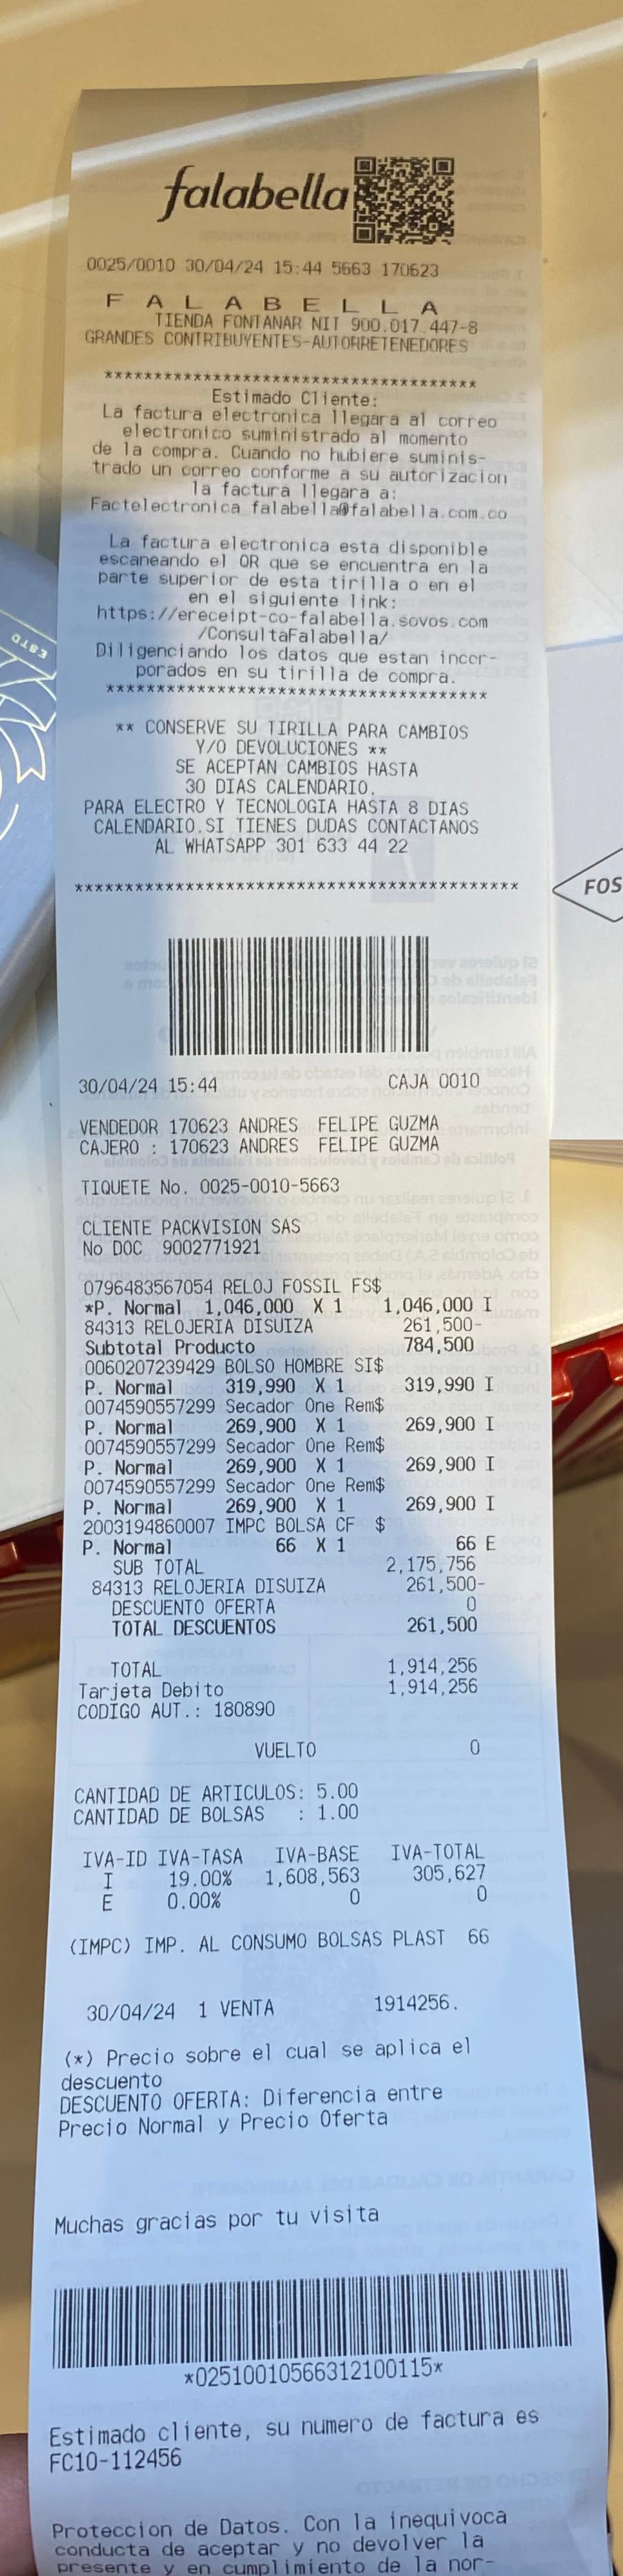 falabella
0025/0010 30/04/24 15:44 5663 170623
F A L A B E L L A
TIENDA FONTANAR NIT 900.017.447-8
GRANDES CONTRIBUYENTES-AUTORRETENEDORES
*************************************
Estimado Cliente:
La factura electronica llegara al correo
electronico suministrado al momento
de la compra. Cuando no hubiere suminis-
trado un correo conforme a su autorizacion
la factura llegara a:
Factelectronica_falabella@falabella.com.co
La factura electronica esta disponible
escaneando el QR que se encuentra en la
parte superior de esta tirilla o en el
en el siguiente link:
https://ereceipt-co-falabella.sovos.com
/ConsultaFalabella/
Diligenciando los datos que estan incor-
porados en su tirilla de compra.
**************************************
** CONSERVE SU TIRILLA PARA CAMBIOS
Y/O DEVOLUCIONES **
SE ACEPTAN CAMBIOS HASTA
30 DIAS CALENDARIO.
PARA ELECTRO Y TECNOLOGIA HASTA 8 DIAS
CALENDARIO.SI TIENES DUDAS CONTACTANOS
AL WHATSAPP 301 633 44 22
********************************************
FOS
ESTD
30/04/24 15:44 CAJA 0010
VENDEDOR 170623 ANDRES FELIPE GUZMA
CAJERO : 170623 ANDRES FELIPE GUZMA
TIQUETE No. 0025-0010-5663
CLIENTE PACKVISION SAS
No DOC 9002771921
0796483567054 RELOJ FOSSIL FS$
*P. Normal 1,046,000 X 1 1,046,000 I
84313 RELOJERIA DISUIZA 261,500-
Subtotal Producto 784,500
0060207239429 BOLSO HOMBRE SI$
P. Normal 319,990 X 1 319,990 I
0074590557299 Secador One Rem$
P. Normal 269,900 X 1 269,900 I
0074590557299 Secador One Rem$
P. Normal 269,900 X 1 269,900 I
0074590557299 Secador One Rem$
P. Normal 269,900 X 1 269,900 I
2003194860007 IMPC BOLSA CF $
P. Normal 66 X 1 66 E
SUB TOTAL 2,175,756
84313 RELOJERIA DISUIZA 261,500-
DESCUENTO OFERTA 0
TOTAL DESCUENTOS 261,500
TOTAL 1,914,256
Tarjeta Debito 1,914,256
CODIGO AUT.: 180890
VUELTO 0
CANTIDAD DE ARTICULOS: 5.00
CANTIDAD DE BOLSAS : 1.00
IVA-ID IVA-TASA IVA-BASE IVA-TOTAL
I 19.00% 1,608,563 305,627
E 0.00% 0 0
(IMPC) IMP. AL CONSUMO BOLSAS PLAST 66
30/04/24 1 VENTA 1914256.
(*) Precio sobre el cual se aplica el
descuento
DESCUENTO OFERTA: Diferencia entre
Precio Normal y Precio Oferta
Muchas gracias por tu visita
*02510010566312100115*
Estimado cliente, su numero de factura es
FC10-112456
Proteccion de Datos. Con la inequivoca
conducta de aceptar y no devolver la
presente y en cumplimiento de la nor-